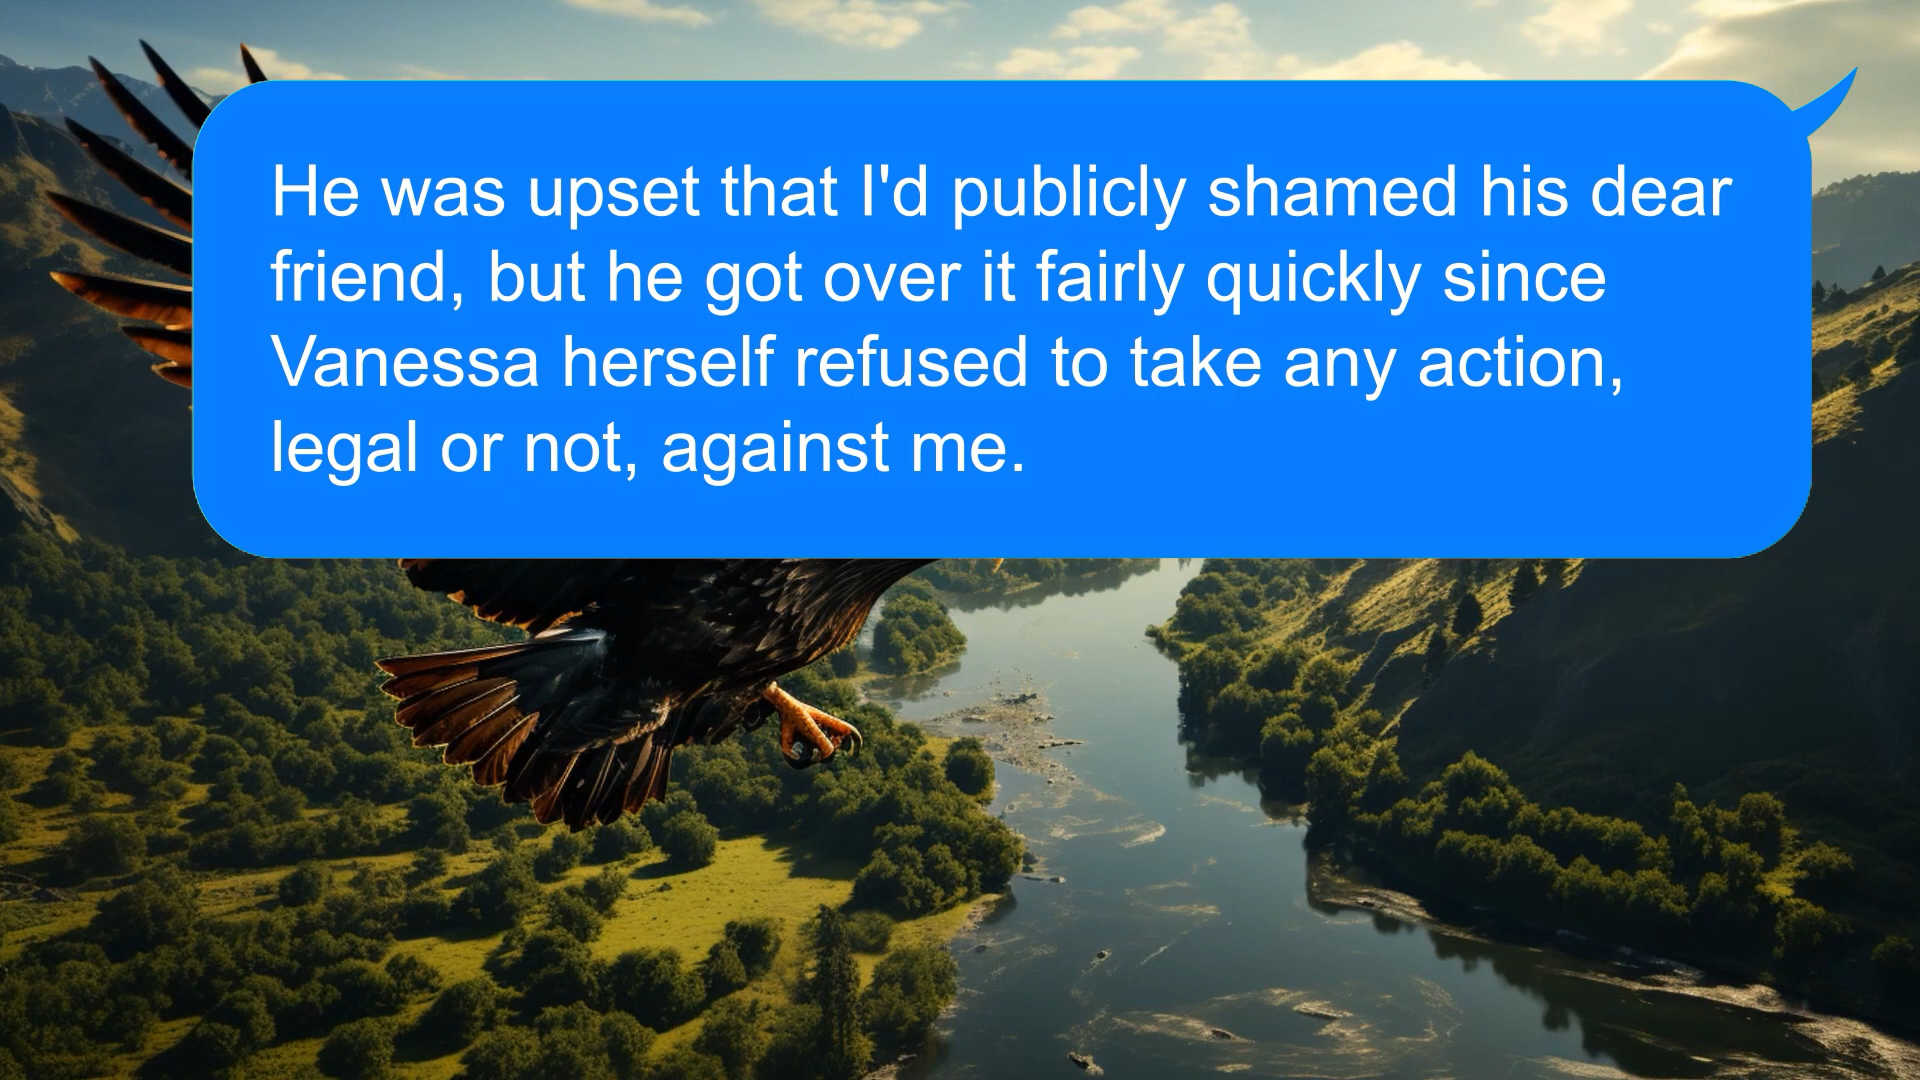 He was upset that I'd publicly shamed his dear
friend, but he got over it fairly quickly since
Vanessa herself refused to take any action,
legal or not, against me.